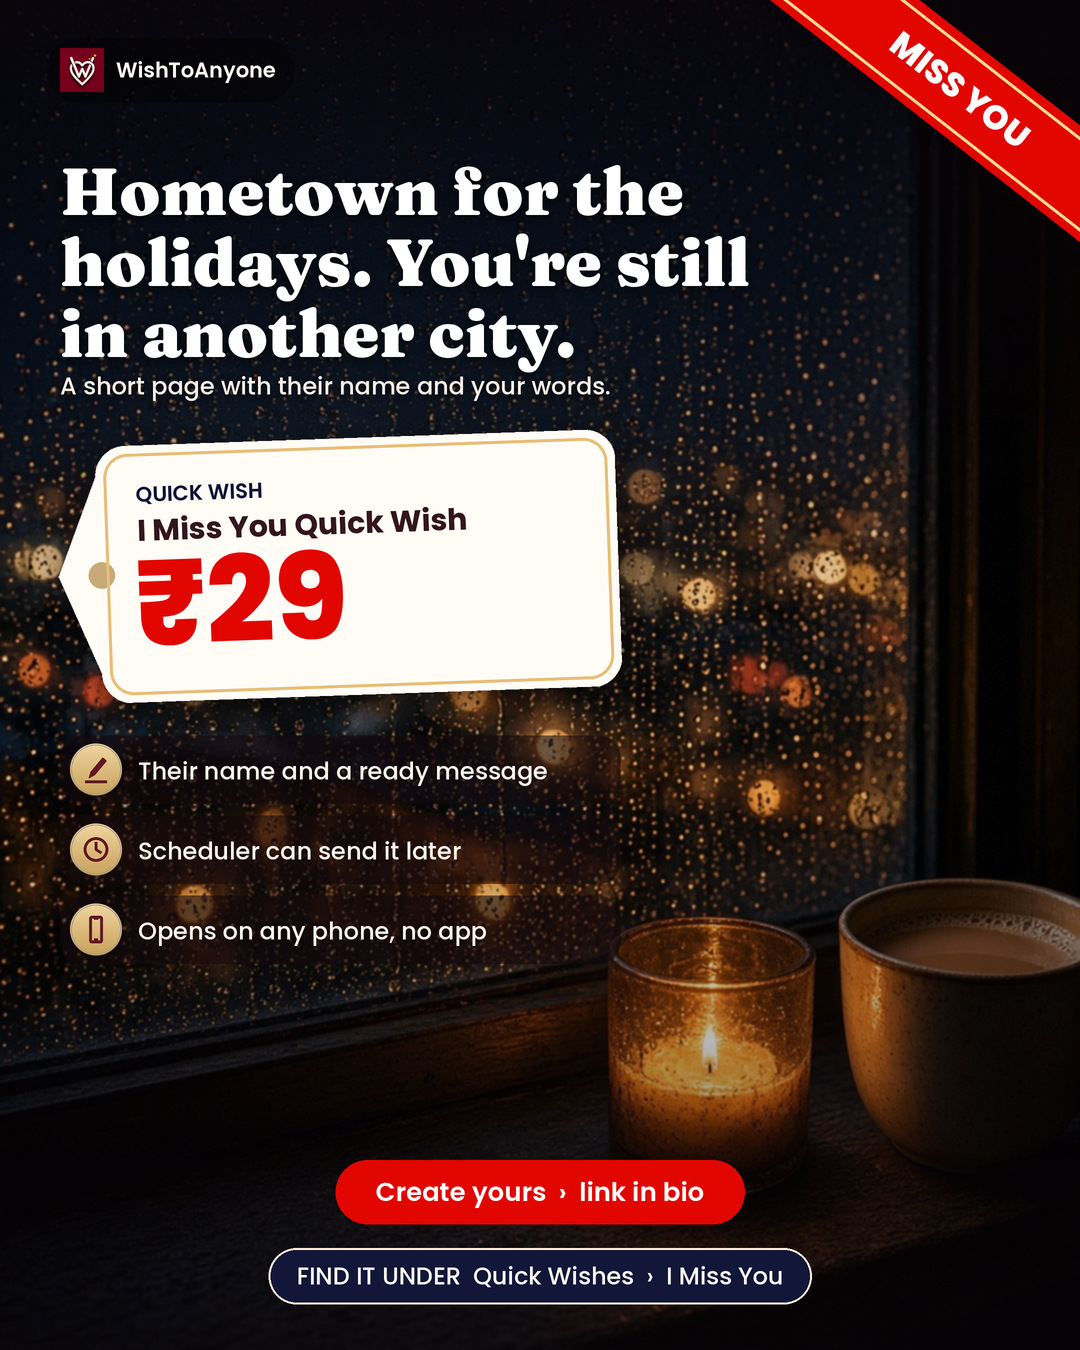 WishToAnyone
MISS YOU
Hometown for the
holidays. You're still
in another city.
A short page with their name and your words.
QUICK WISH
I Miss You Quick Wish
₹29
Their name and a ready message
Scheduler can send it later
Opens on any phone, no app
Create yours › link in bio
FIND IT UNDER Quick Wishes › I Miss You